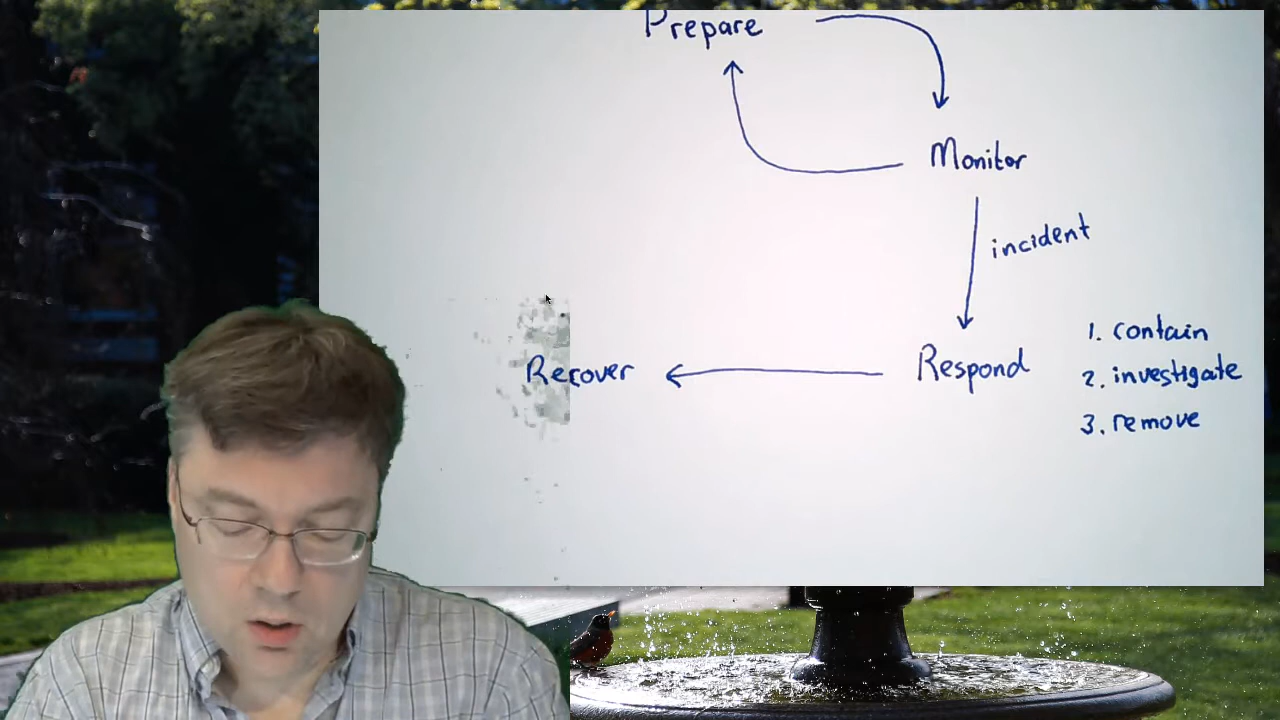 Prepare
Monitor
incident
Respond
1. contain
2. investigate
3. remove
Recover